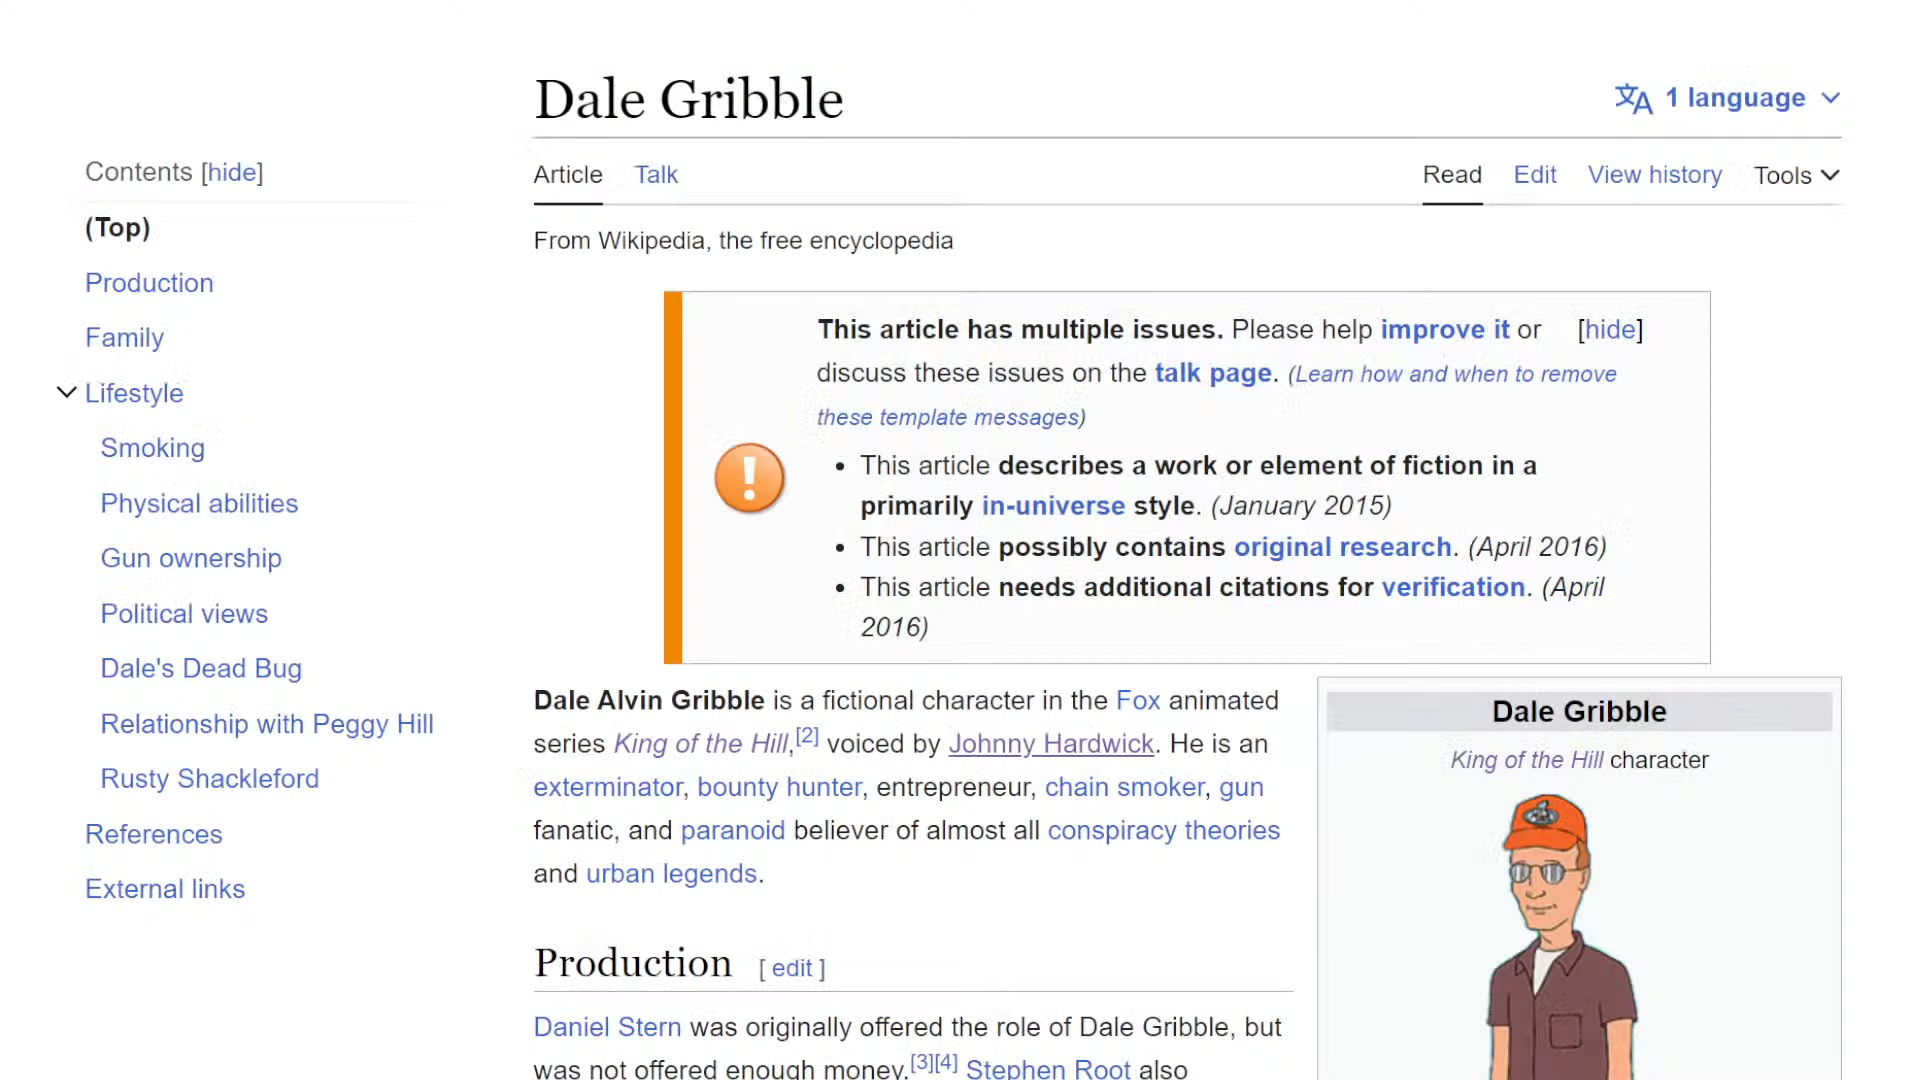 Dale Gribble
1 language
Contents [hide]
(Top)
Production
Family
Lifestyle
Smoking
Physical abilities
Gun ownership
Political views
Dale's Dead Bug
Relationship with Peggy Hill
Rusty Shackleford
References
External links
Article Talk
Read Edit View history Tools
From Wikipedia, the free encyclopedia
This article has multiple issues. Please help improve it or [hide]
discuss these issues on the talk page. (Learn how and when to remove
these template messages)
• This article describes a work or element of fiction in a
primarily in-universe style. (January 2015)
• This article possibly contains original research. (April 2016)
• This article needs additional citations for verification. (April
2016)
Dale Alvin Gribble is a fictional character in the Fox animated
series King of the Hill,[2] voiced by Johnny Hardwick. He is an
exterminator, bounty hunter, entrepreneur, chain smoker, gun
fanatic, and paranoid believer of almost all conspiracy theories
and urban legends.
Production [ edit ]
Daniel Stern was originally offered the role of Dale Gribble, but
was not offered enough money.[3][4] Stephen Root also
Dale Gribble
King of the Hill character